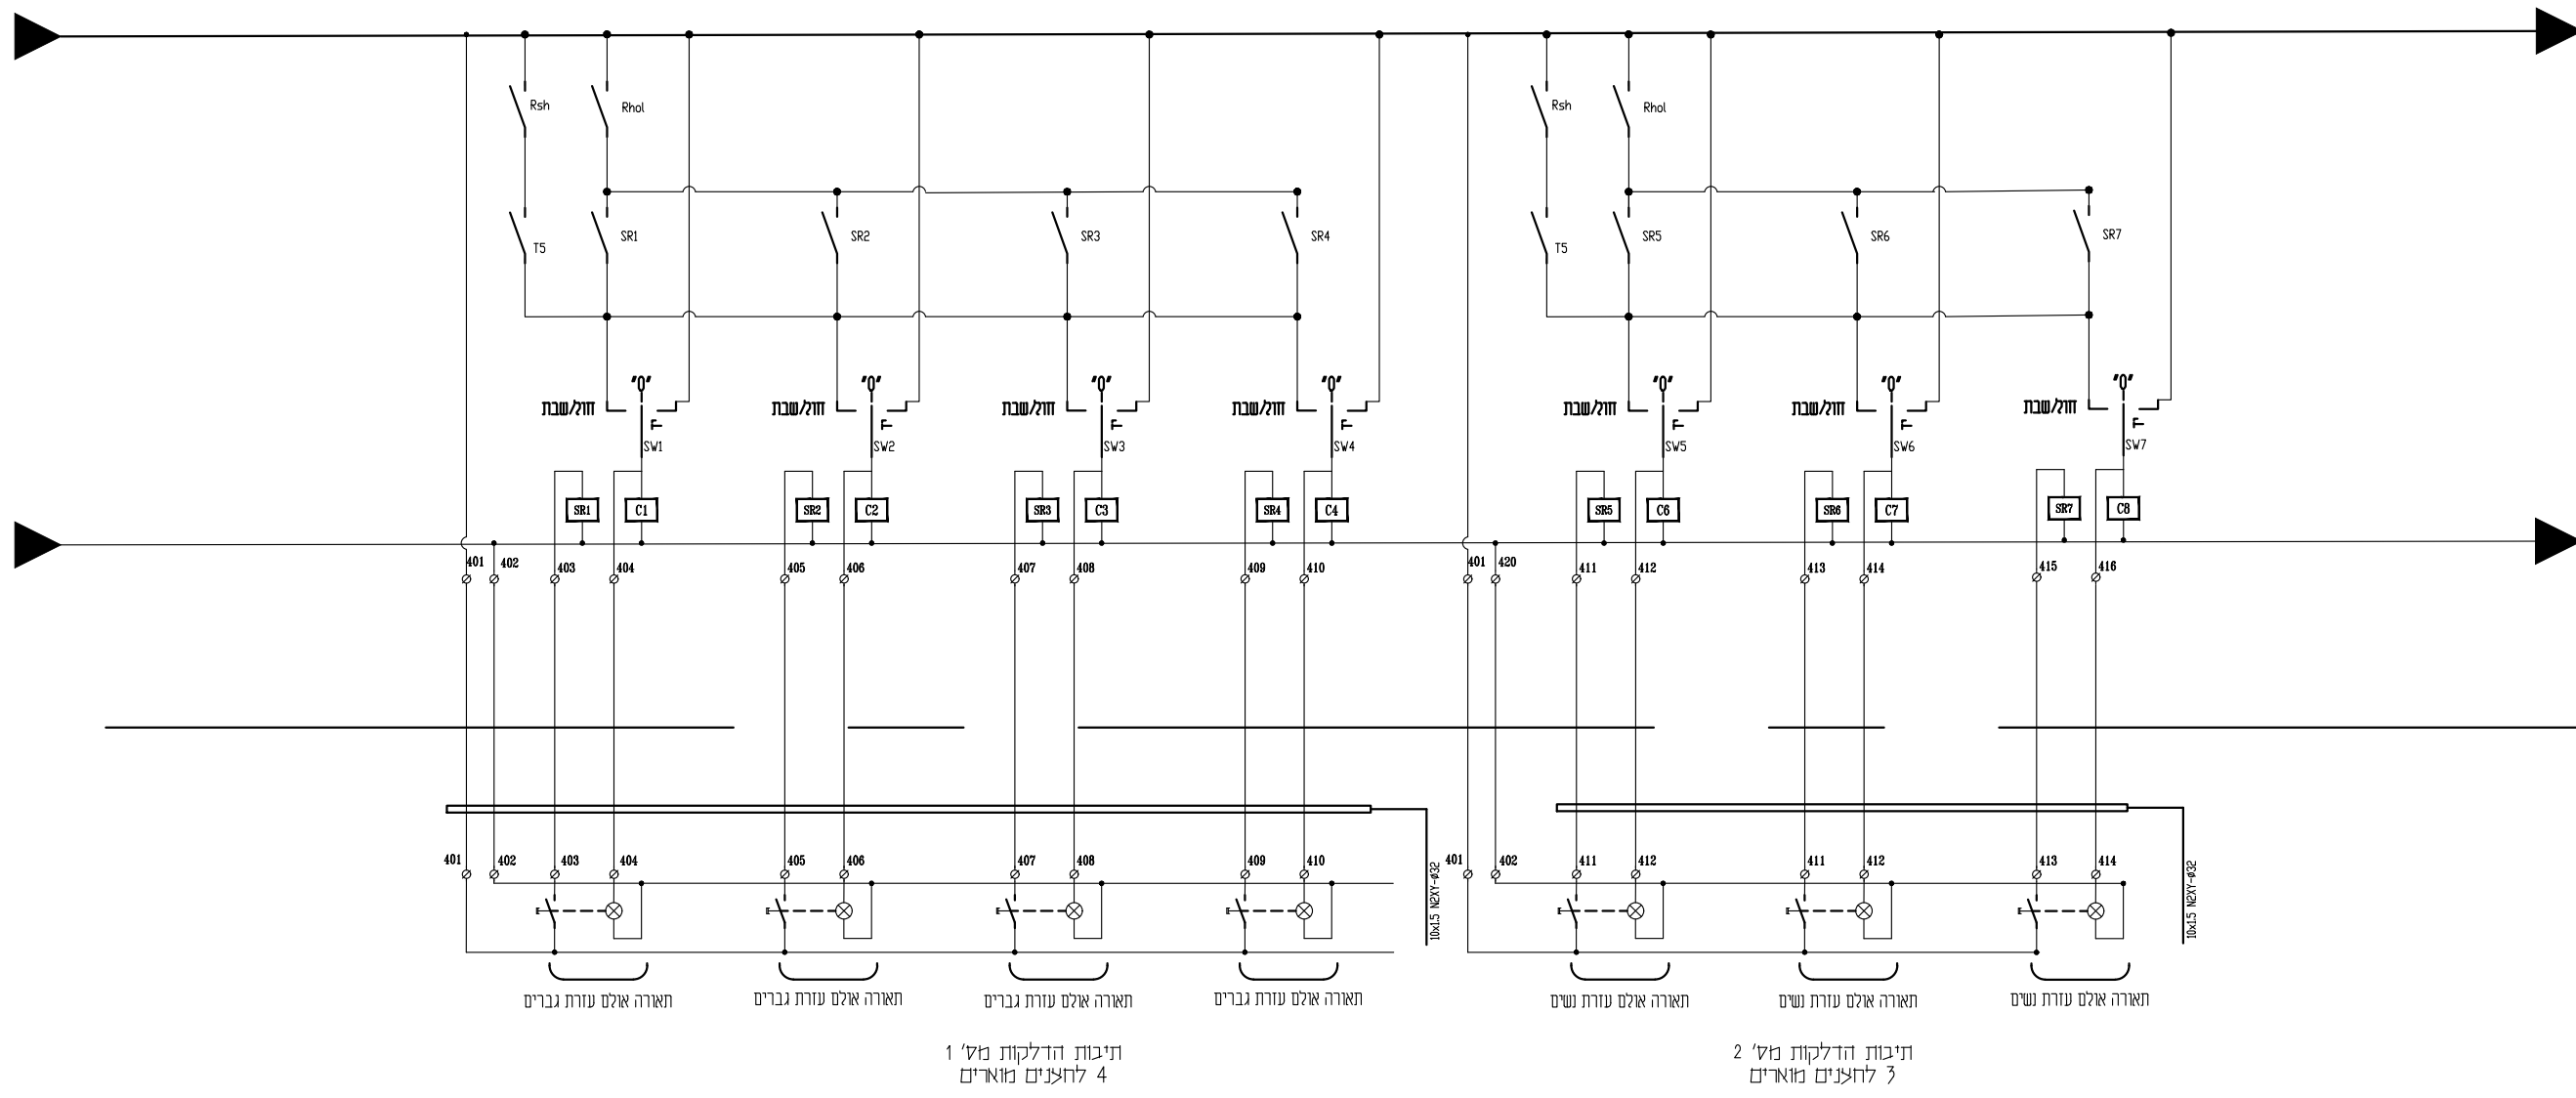 Rsh
Rhol
Rsh
Rhol
T5
SR1
SR2
SR3
SR4
T5
SR5
SR6
SR7
חול/שבת
"0"
חול/שבת
"0"
חול/שבת
"0"
חול/שבת
"0"
חול/שבת
"0"
חול/שבת
"0"
חול/שבת
"0"
יד
SW1
יד
SW2
יד
SW3
יד
SW4
יד
SW5
יד
SW6
יד
SW7
SR1
C1
SR2
C2
SR3
C3
SR4
C4
SR5
C6
SR6
C7
SR7
C8
401
402
403
404
405
406
407
408
409
410
401
420
411
412
413
414
415
416
401
402
403
404
405
406
407
408
409
410
10x1.5 N2XY-Ø32
401
402
411
412
411
412
413
414
10x1.5 N2XY-Ø32
תאורה אולם עזרת גברים
תאורה אולם עזרת גברים
תאורה אולם עזרת גברים
תאורה אולם עזרת גברים
תאורה אולם עזרת נשים
תאורה אולם עזרת נשים
תאורה אולם עזרת נשים
תיבות הדלקות מס' 1
4 לחצנים מוארים
תיבות הדלקות מס' 2
3 לחצנים מוארים